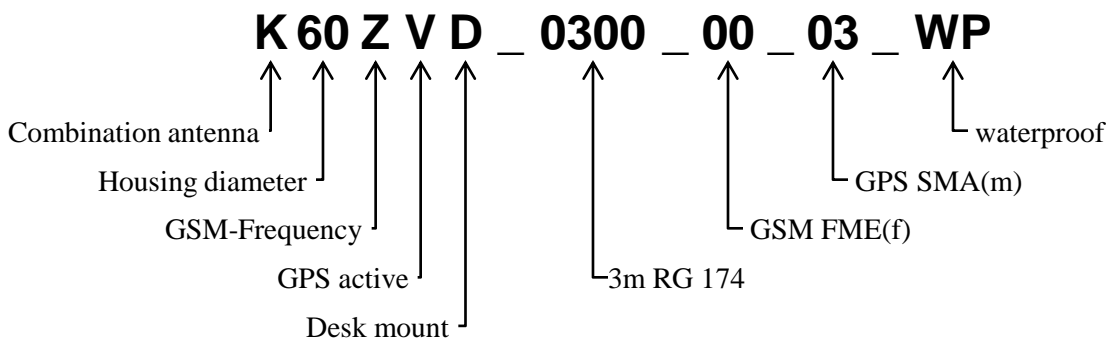 K 60 Z V D _ 0300 _ 00 _ 03 _ WP
Combination antenna
waterproof
Housing diameter
GPS SMA(m)
GSM-Frequency
GSM FME(f)
GPS active
3m RG 174
Desk mount